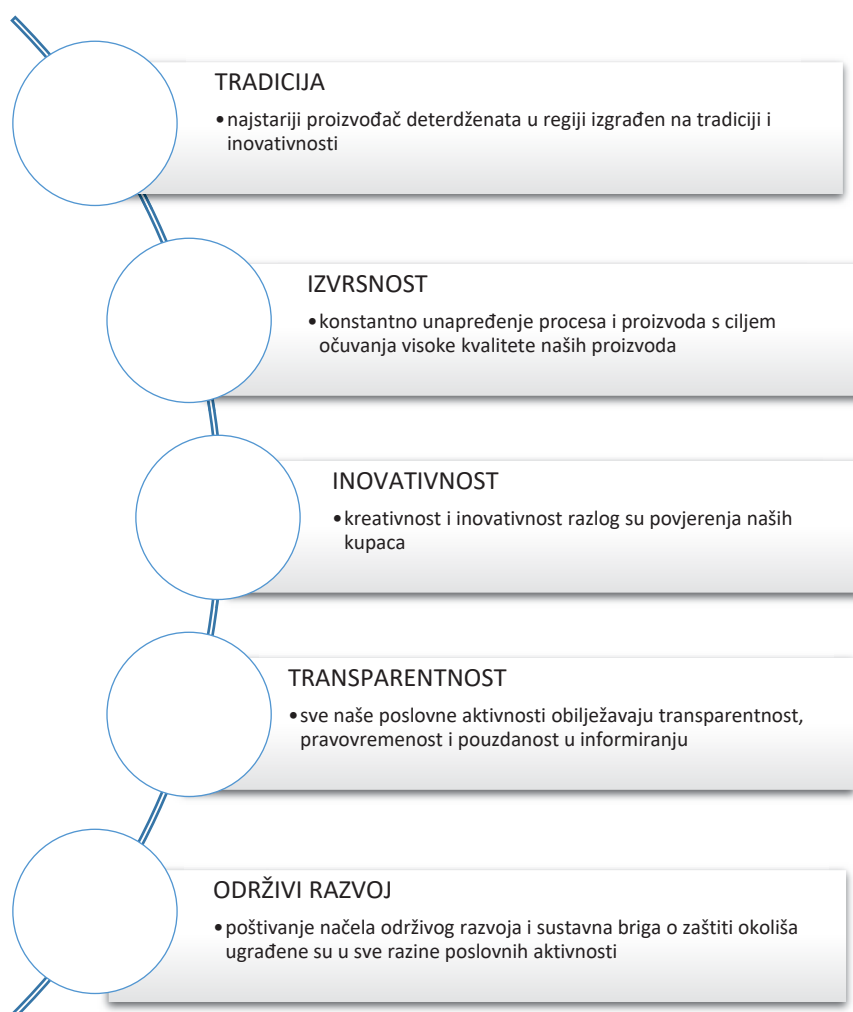 TRADICIJA
•najstariji proizvođač deterdženata u regiji izgrađen na tradiciji i
inovativnosti
IZVRSNOST
•konstantno unapređenje procesa i proizvoda s ciljem
očuvanja visoke kvalitete naših proizvoda
INOVATIVNOST
•kreativnost i inovativnost razlog su povjerenja naših
kupaca
TRANSPARENTNOST
•sve naše poslovne aktivnosti obilježavaju transparentnost,
pravovremenost i pouzdanost u informiranju
ODRŽIVI RAZVOJ
•poštivanje načela održivog razvoja i sustavna briga o zaštiti okoliša
ugrađene su u sve razine poslovnih aktivnosti